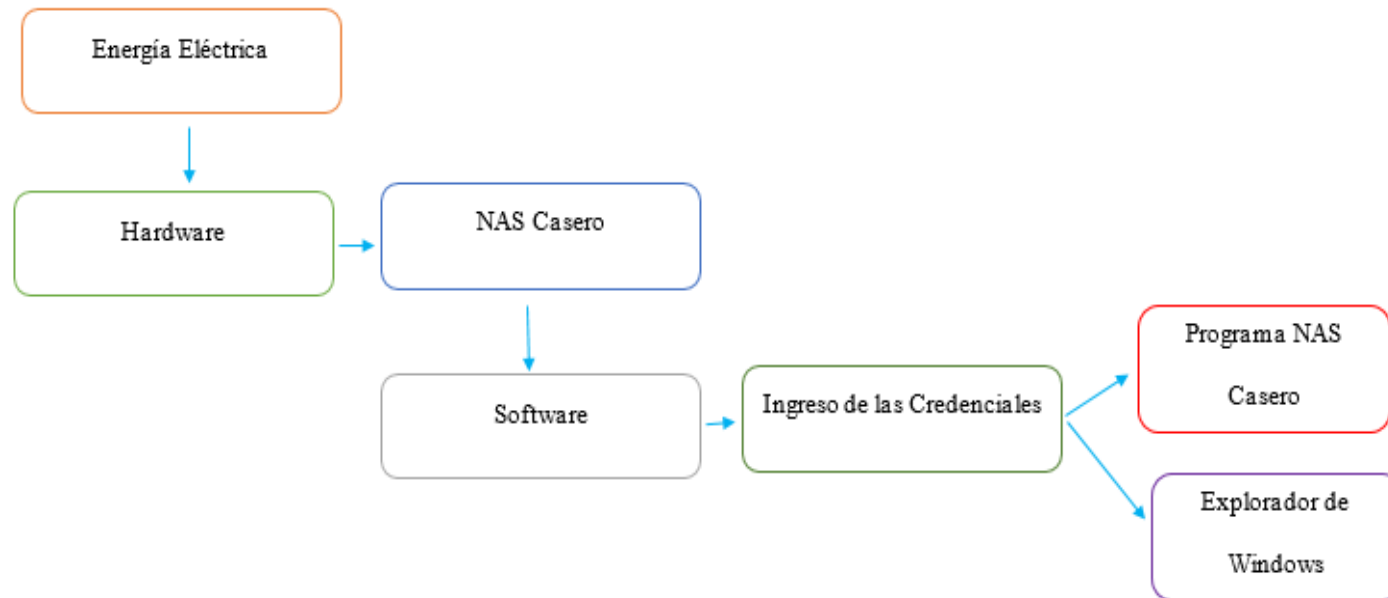 Energía Eléctrica
Hardware
NAS Casero
Software
Ingreso de las Credenciales
Programa NAS
Casero
Explorador de
Windows